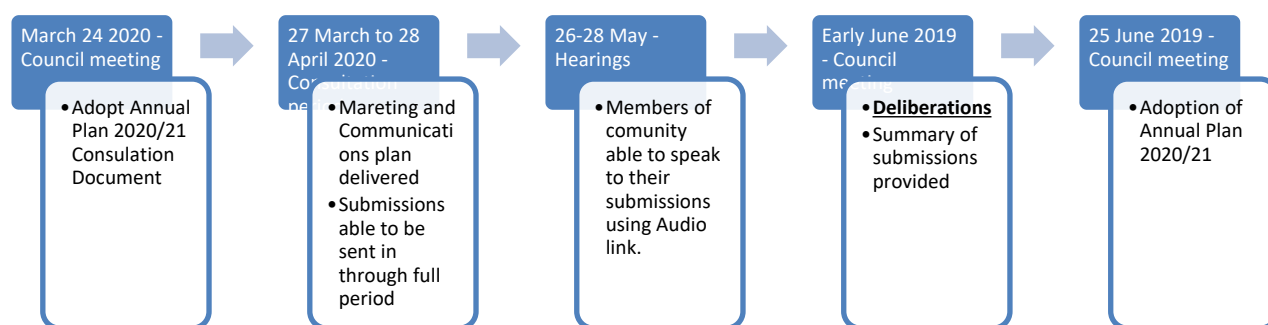 March 24 2020 -
Council meeting
•Adopt Annual
Plan 2020/21
Consulation
Document
27 March to 28
April 2020 -
Consultation
period
•Mareting and
Communicati
ons plan
delivered
•Submissions
able to be
sent in
through full
period
26-28 May -
Hearings
•Members of
comunity
able to speak
to their
submissions
using Audio
link.
Early June 2019
- Council
meeting
•Deliberations
•Summary of
submissions
provided
25 June 2019 -
Council meeting
•Adoption of
Annual Plan
2020/21